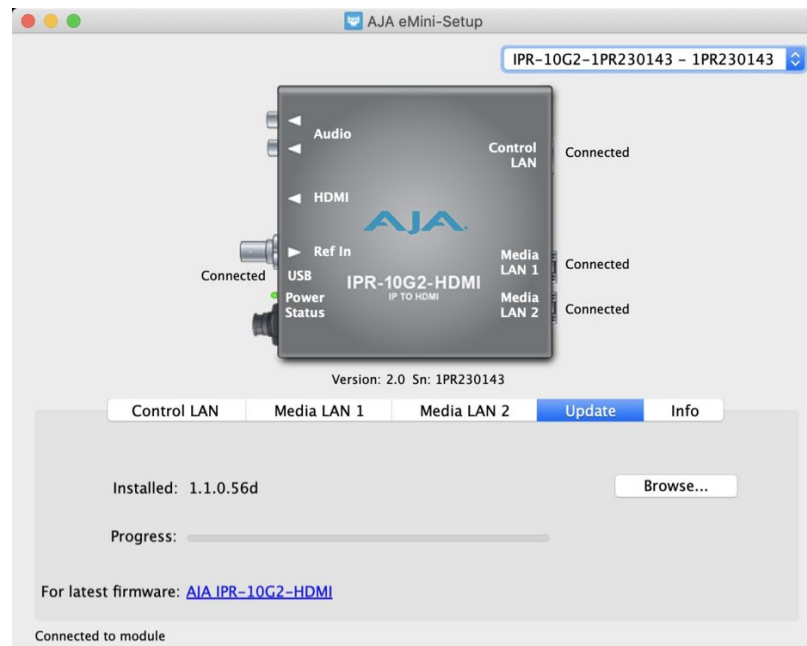 AJA eMini-Setup
IPR-10G2-1PR230143 - 1PR230143
Audio
Control
LAN
Connected
HDMI
AJA
Ref In
Connected
USB
Media
LAN 1
Connected
IPR-10G2-HDMI
IP TO HDMI
Power
Status
Media
LAN 2
Connected
Version: 2.0 Sn: 1PR230143
Control LAN Media LAN 1 Media LAN 2 Update Info
Installed: 1.1.0.56d Browse...
Progress:
For latest firmware: AJA IPR-10G2-HDMI
Connected to module